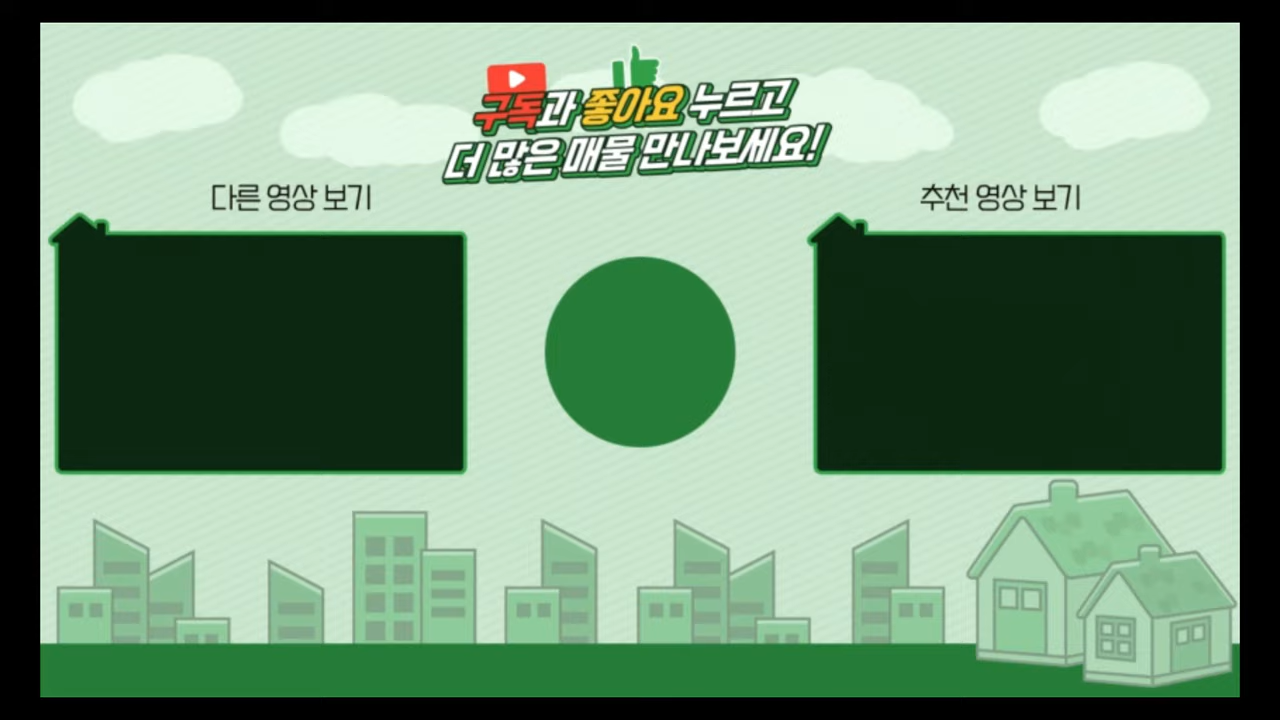 구독과 좋아요 누르고
더 많은 매물 만나보세요!
다른 영상 보기
추천 영상 보기